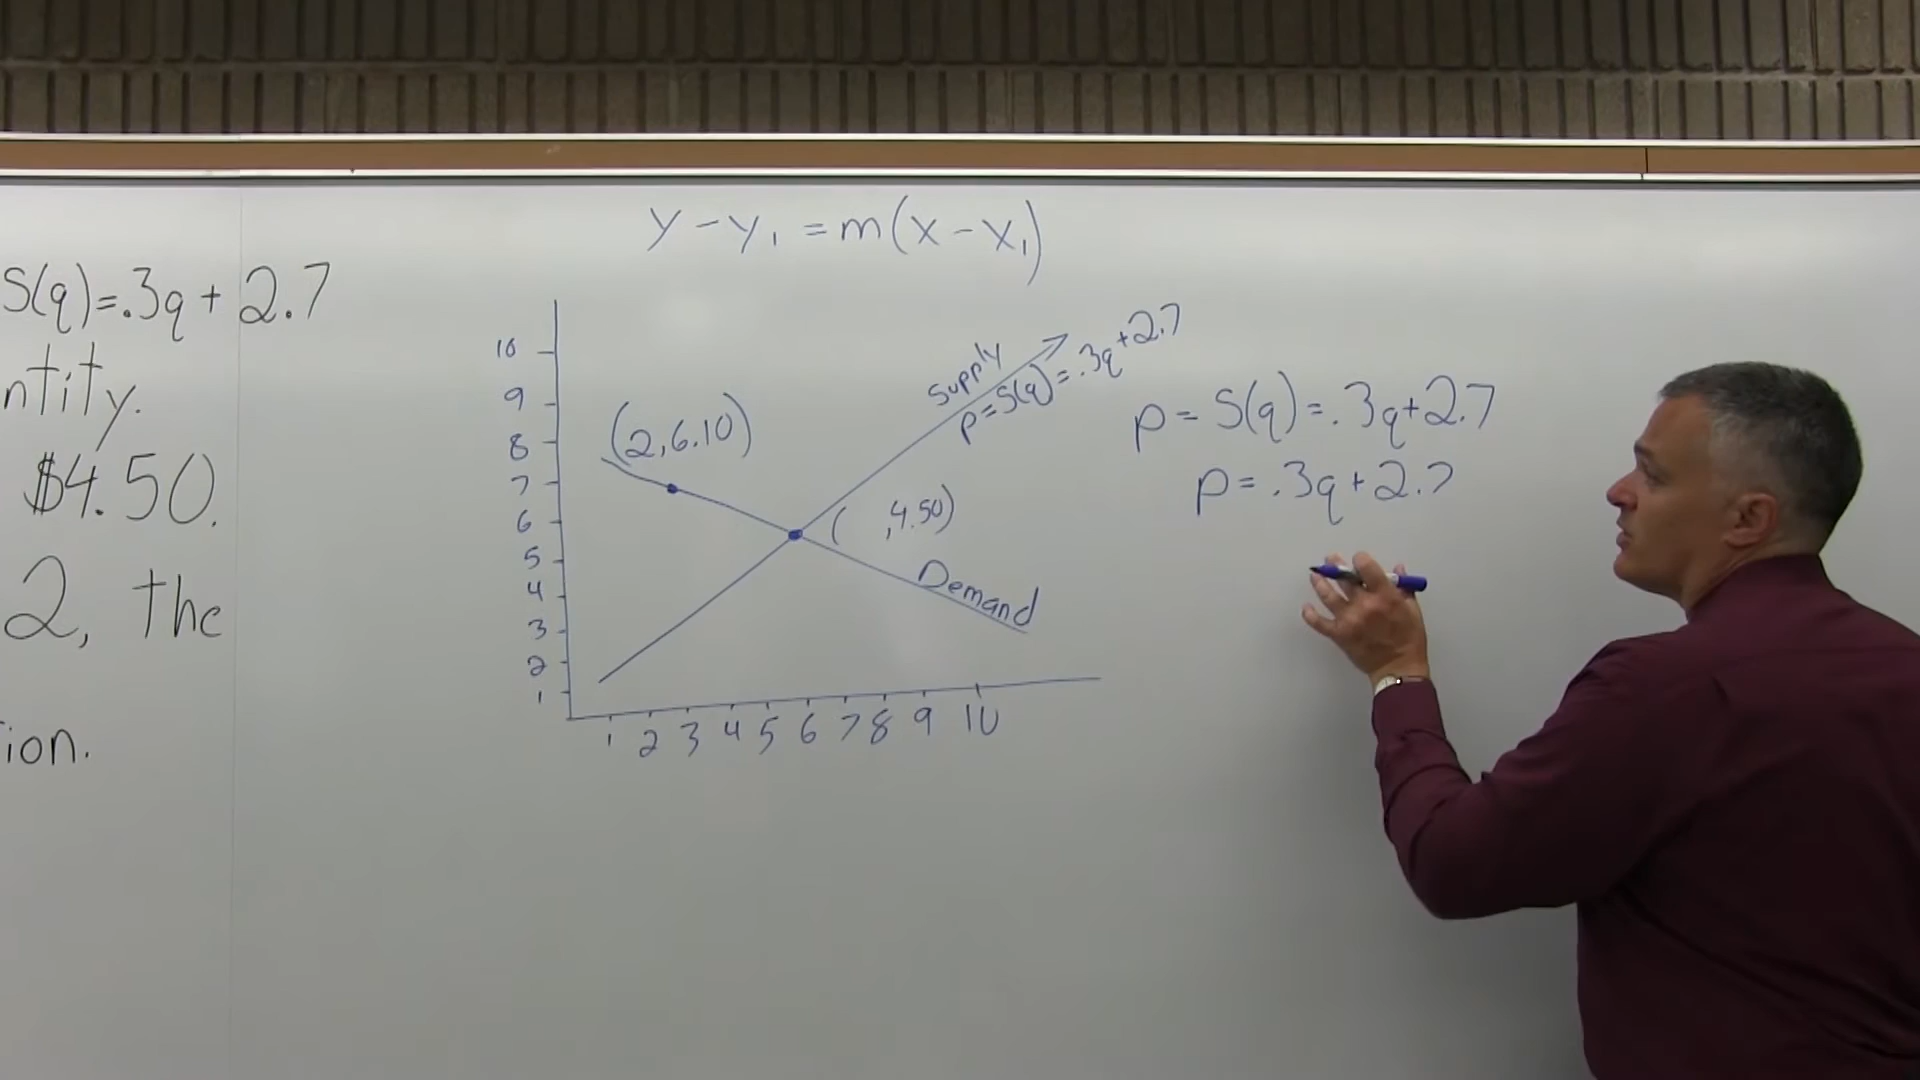 S(q)=.3q+2.7
ntity.
$4.50.
2, the
ion.
y-y₁=m(x-x₁)
10
9
8
7
6
5
4
3
2
1
1 2 3 4 5 6 7 8 9 10
(2,6.10)
Supply
p=S(q)=.3q+2.7
( ,4.50)
Demand
p=S(q)=.3q+2.7
p=.3q+2.7